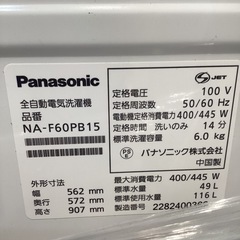 Panasonic
JET
全自動電気洗濯機
品番
NA-F60PB15
定格電圧 100 V
定格周波数 50/60 Hz
電動機定格消費電力 400/445 W
定格時間 洗いのみ 14 分
標準洗濯容量 6.0 kg
パナソニック株式会社
中国製
外形寸法
幅 562 mm
奥行 572 mm
高さ 907 mm
最大消費電力 400/445 W
標準水量 49 L
標準使用水量 116 L
製造番号